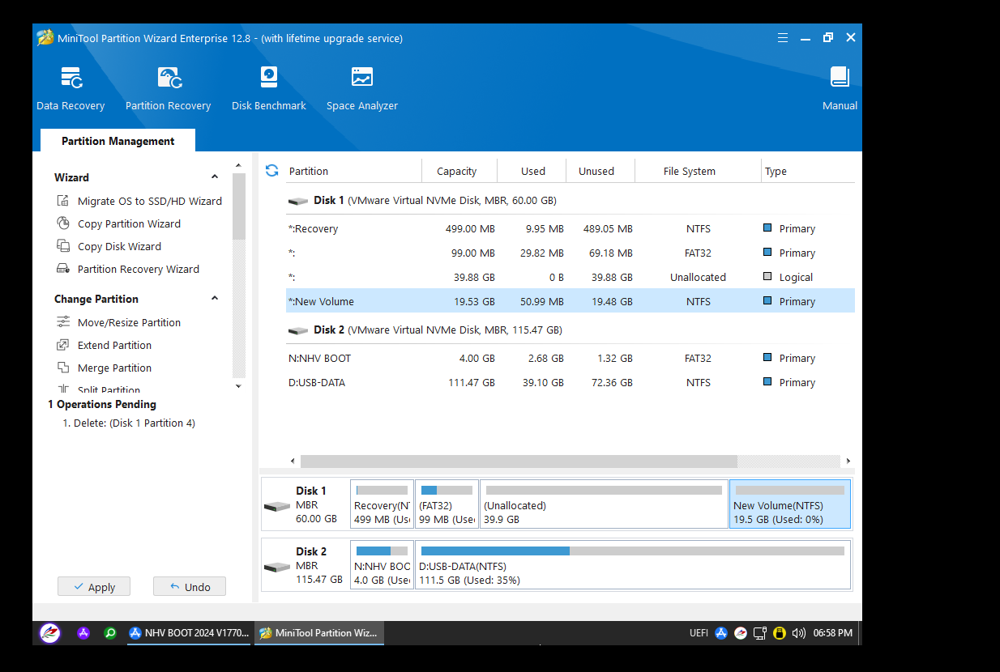 MiniTool Partition Wizard Enterprise 12.8 - (with lifetime upgrade service)
Data Recovery Partition Recovery Disk Benchmark Space Analyzer Manual
Partition Management
Wizard
Migrate OS to SSD/HD Wizard
Copy Partition Wizard
Copy Disk Wizard
Partition Recovery Wizard
Change Partition
Move/Resize Partition
Extend Partition
Merge Partition
Split Partition
1 Operations Pending
1. Delete: (Disk 1 Partition 4)
Apply Undo
Partition Capacity Used Unused File System Type
Disk 1 (VMware Virtual NVMe Disk, MBR, 60.00 GB)
*:Recovery 499.00 MB 9.95 MB 489.05 MB NTFS Primary
*: 99.00 MB 29.82 MB 69.18 MB FAT32 Primary
*: 39.88 GB 0 B 39.88 GB Unallocated Logical
*:New Volume 19.53 GB 50.99 MB 19.48 GB NTFS Primary
Disk 2 (VMware Virtual NVMe Disk, MBR, 115.47 GB)
N:NHV BOOT 4.00 GB 2.68 GB 1.32 GB FAT32 Primary
D:USB-DATA 111.47 GB 39.10 GB 72.36 GB NTFS Primary
Disk 1
MBR
60.00 GB
Recovery(NT
499 MB (Use
(FAT32)
99 MB (Used
(Unallocated)
39.9 GB
New Volume(NTFS)
19.5 GB (Used: 0%)
Disk 2
MBR
115.47 GB
N:NHV BOO
4.0 GB (Used
D:USB-DATA(NTFS)
111.5 GB (Used: 35%)
NHV BOOT 2024 V1770... MiniTool Partition Wiz... UEFI 06:58 PM